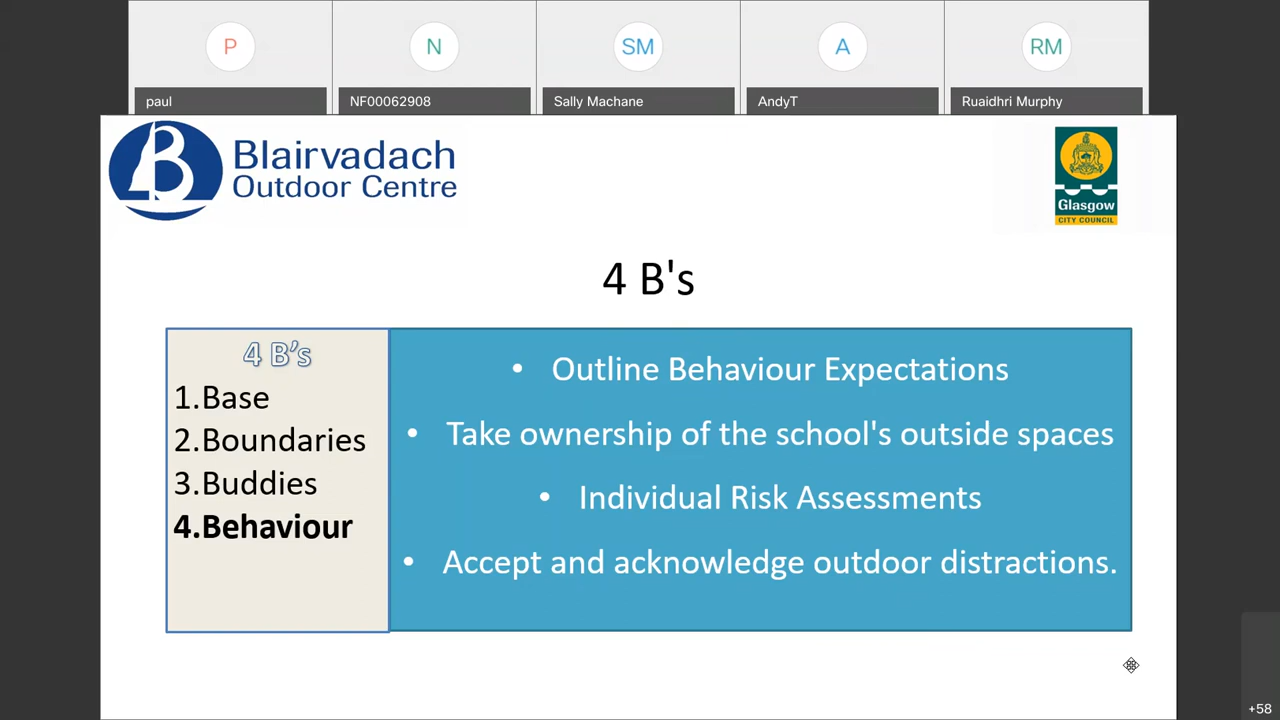 P
N
SM
A
RM
paul
NF00062908
Sally Machane
AndyT
Ruaidhri Murphy
B
Blairvadach
Outdoor Centre
Glasgow
CITY COUNCIL
4 B's
4 B’s
1.Base
2.Boundaries
3.Buddies
4.Behaviour
• Outline Behaviour Expectations
• Take ownership of the school's outside spaces
• Individual Risk Assessments
• Accept and acknowledge outdoor distractions.
+58